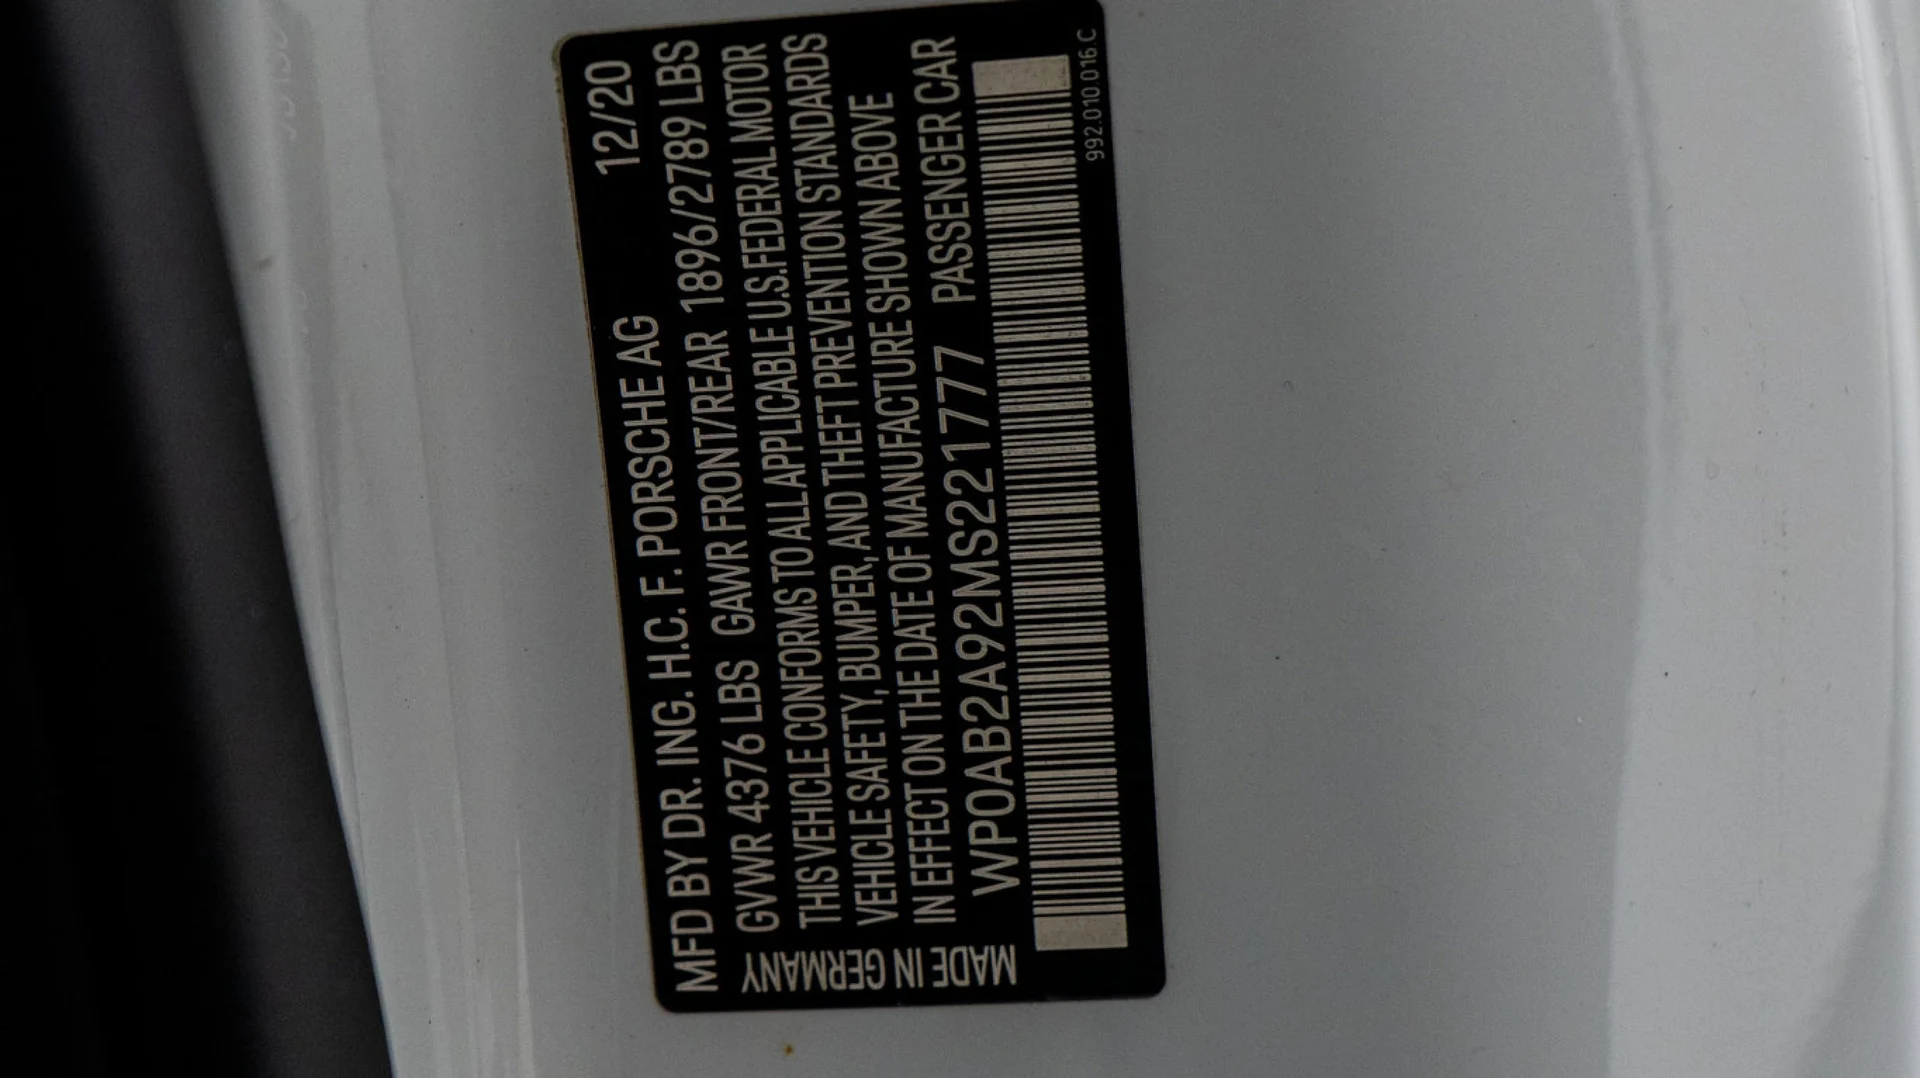 MFD BY DR. ING. H.C. F. PORSCHE AG 12/20
GVWR 4376 LBS GAWR FRONT/REAR 1896/2789 LBS
THIS VEHICLE CONFORMS TO ALL APPLICABLE U.S. FEDERAL MOTOR
VEHICLE SAFETY, BUMPER, AND THEFT PREVENTION STANDARDS
IN EFFECT ON THE DATE OF MANUFACTURE SHOWN ABOVE
WP0AB2A92MS221777 PASSENGER CAR
MADE IN GERMANY
992.010.016.C